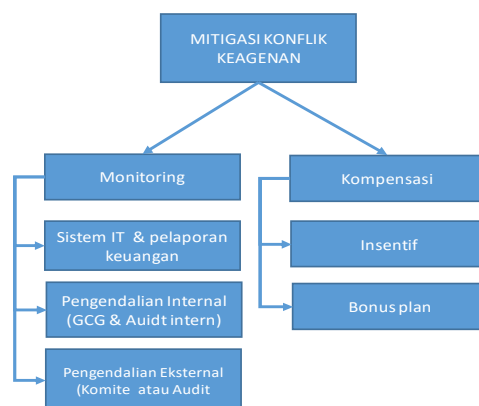 MITIGASI KONFLIK
KEAGENAN
Monitoring
Sistem IT & pelaporan
keuangan
Pengendalian Internal
(GCG & Auidt intern)
Pengendalian Eksternal
(Komite atau Audit
Kompensasi
Insentif
Bonus plan